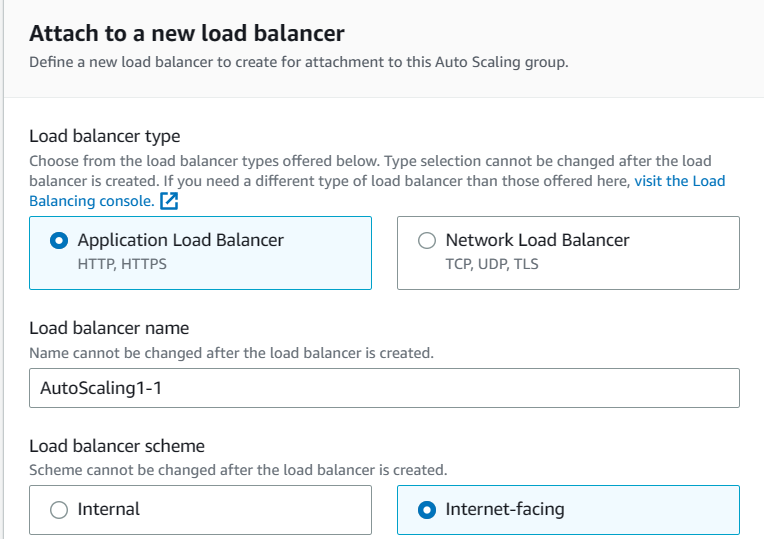 Attach to a new load balancer
Define a new load balancer to create for attachment to this Auto Scaling group.
Load balancer type
Choose from the load balancer types offered below. Type selection cannot be changed after the load
balancer is created. If you need a different type of load balancer than those offered here, visit the Load
Balancing console.
Application Load Balancer
HTTP, HTTPS
Network Load Balancer
TCP, UDP, TLS
Load balancer name
Name cannot be changed after the load balancer is created.
AutoScaling1-1
Load balancer scheme
Scheme cannot be changed after the load balancer is created.
Internal
Internet-facing